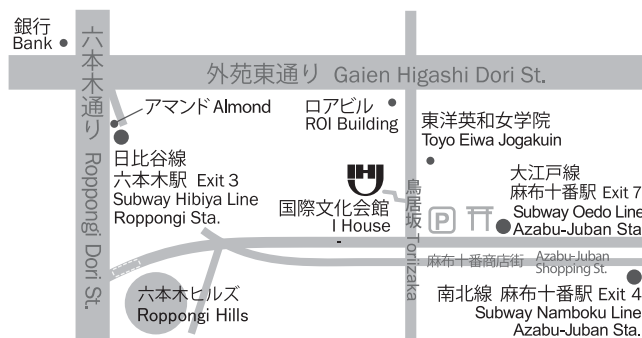 銀行
Bank
六本木通り Roppongi Dori St.
外苑東通り Gaien Higashi Dori St.
アマンド Almond
ロアビル
ROI Building
東洋英和女学院
Toyo Eiwa Jogakuin
日比谷線
六本木駅 Exit 3
Subway Hibiya Line
Roppongi Sta.
IHJ
国際文化会館
I House
鳥居坂 Toriizaka
P
大江戸線
麻布十番駅 Exit 7
Subway Oedo Line
Azabu-Juban Sta.
麻布十番商店街
Azabu-Juban
Shopping St.
六本木ヒルズ
Roppongi Hills
南北線 麻布十番駅 Exit 4
Subway Namboku Line
Azabu-Juban Sta.